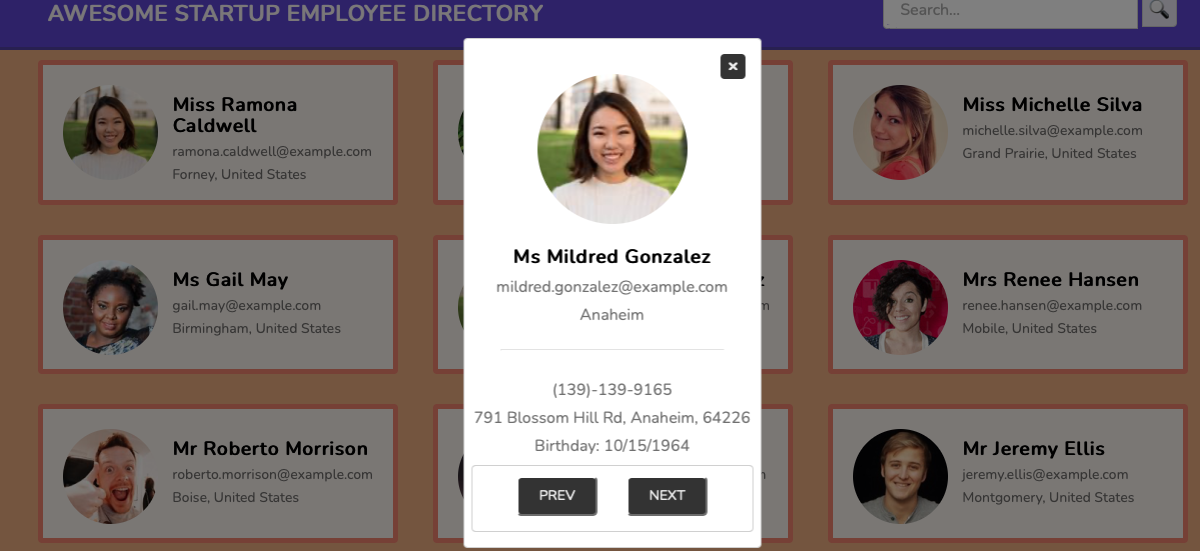 AWESOME STARTUP EMPLOYEE DIRECTORY
Search...
Miss Ramona
Caldwell
ramona.caldwell@example.com
Forney, United States
Miss Michelle Silva
michelle.silva@example.com
Grand Prairie, United States
Ms Gail May
gail.may@example.com
Birmingham, United States
Mrs Renee Hansen
renee.hansen@example.com
Mobile, United States
Mr Roberto Morrison
roberto.morrison@example.com
Boise, United States
Mr Jeremy Ellis
jeremy.ellis@example.com
Montgomery, United States
Ms Mildred Gonzalez
mildred.gonzalez@example.com
Anaheim
(139)-139-9165
791 Blossom Hill Rd, Anaheim, 64226
Birthday: 10/15/1964
PREV
NEXT